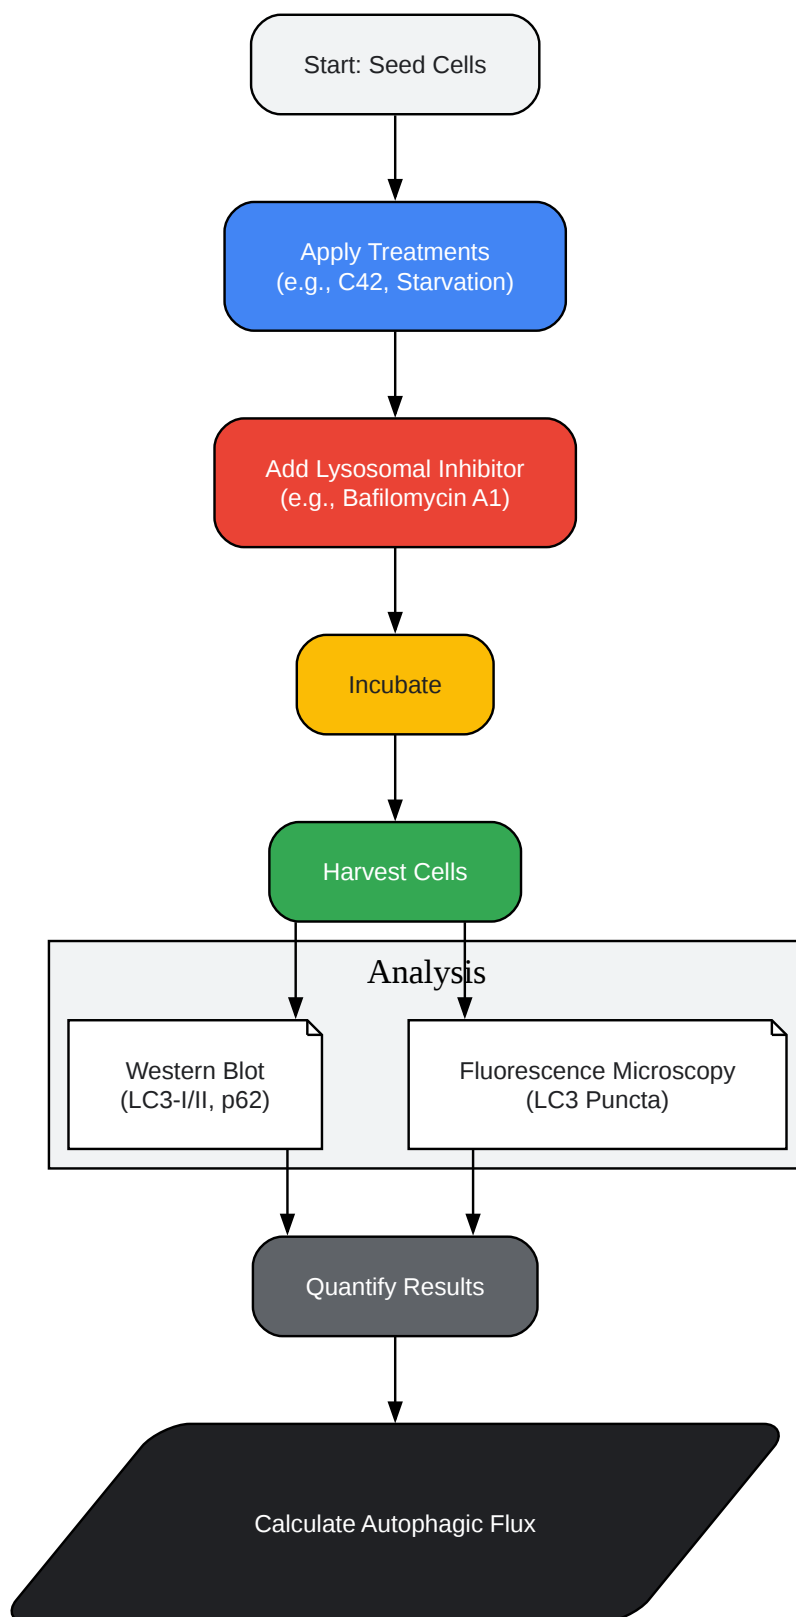 Start: Seed Cells
Apply Treatments
(e.g., C42, Starvation)
Add Lysosomal Inhibitor
(e.g., Bafilomycin A1)
Incubate
Harvest Cells
Analysis
Western Blot
(LC3-I/II, p62)
Fluorescence Microscopy
(LC3 Puncta)
Quantify Results
Calculate Autophagic Flux